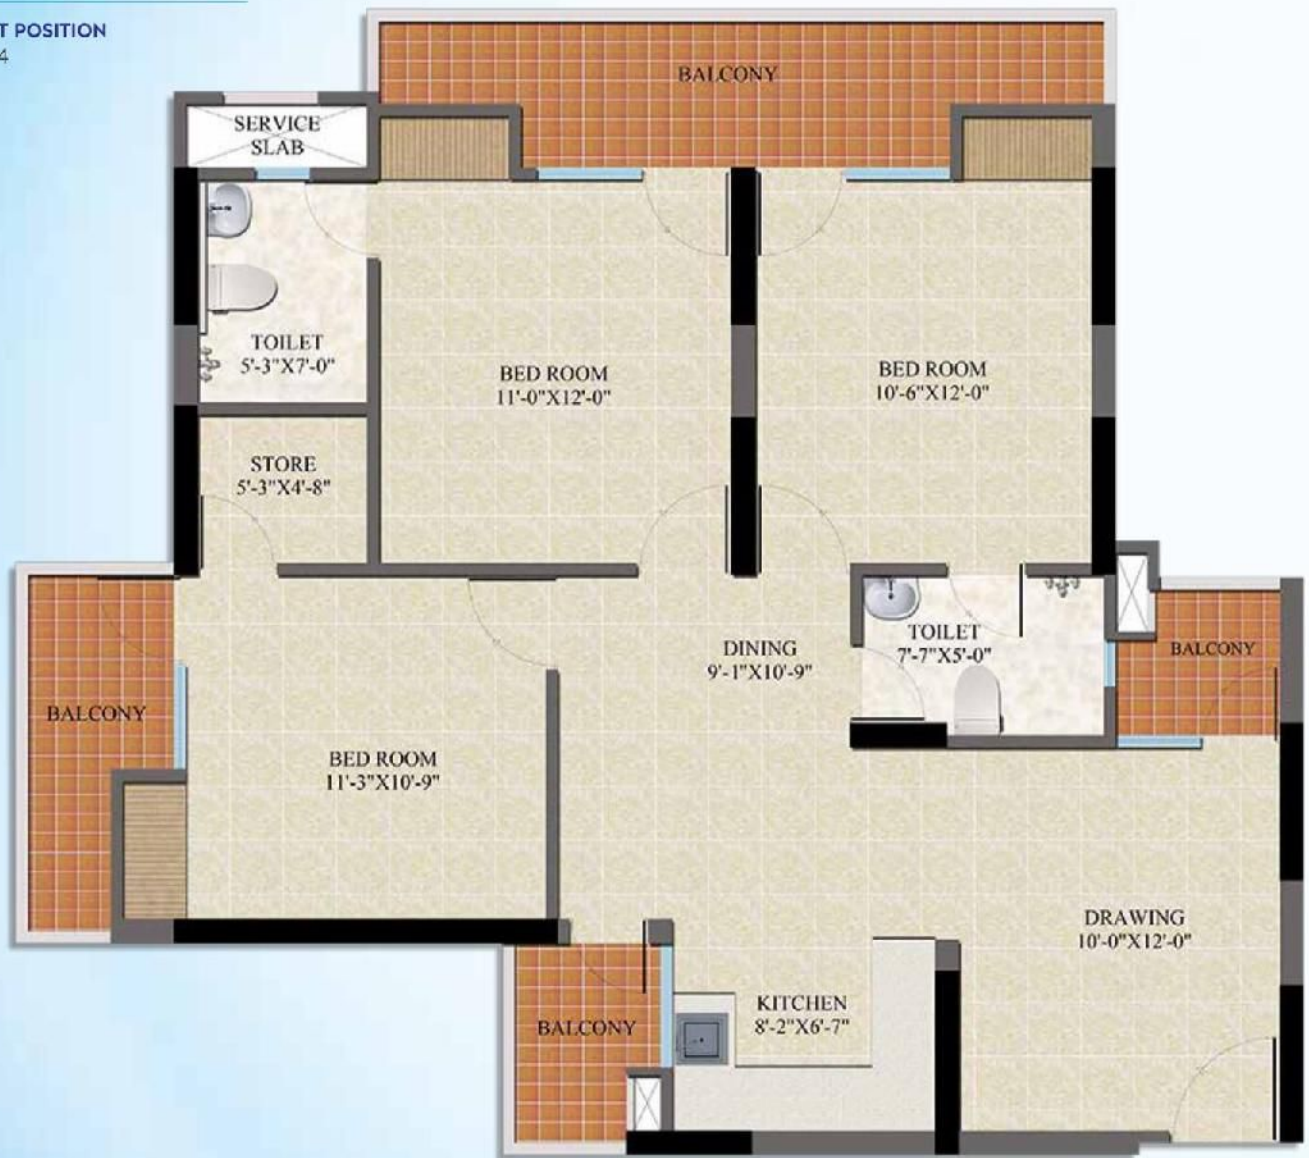 T POSITION
4
BALCONY
SERVICE
SLAB
TOILET
5'-3"X7'-0"
BED ROOM
11'-0"X12'-0"
BED ROOM
10'-6"X12'-0"
STORE
5'-3"X4'-8"
DINING
9'-1"X10'-9"
TOILET
7'-7"X5'-0"
BALCONY
BALCONY
BED ROOM
11'-3"X10'-9"
DRAWING
10'-0"X12'-0"
KITCHEN
8'-2"X6'-7"
BALCONY